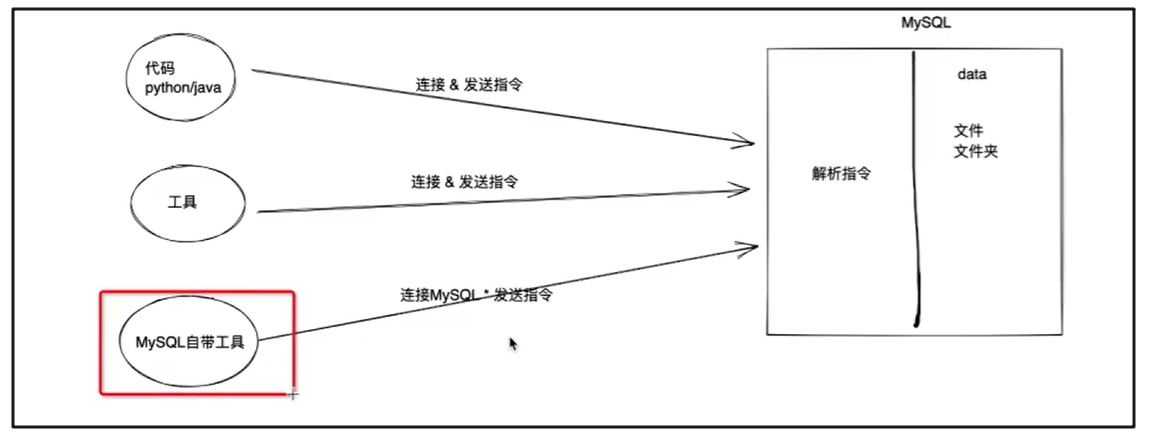 MySQL
代码
python/java
连接 & 发送指令
data
文件
文件夹
解析指令
工具
连接 & 发送指令
连接MySQL * 发送指令
MySQL自带工具